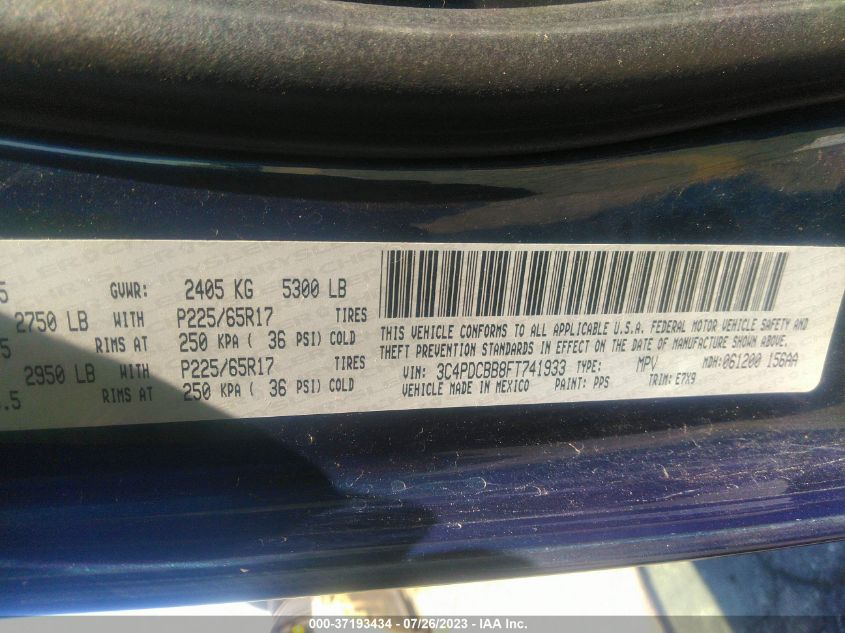 5 GVWR: 2405 KG 5300 LB
2750 LB WITH P225/65R17 TIRES
5 RIMS AT 250 KPA ( 36 PSI) COLD
2950 LB WITH P225/65R17 TIRES
.5 RIMS AT 250 KPA ( 36 PSI) COLD
THIS VEHICLE CONFORMS TO ALL APPLICABLE U.S.A. FEDERAL MOTOR VEHICLE SAFETY AND
THEFT PREVENTION STANDARDS IN EFFECT ON THE DATE OF MANUFACTURE SHOWN ABOVE.
VIN: 3C4PDCBB8FT741933 TYPE: MPV MDH:061200 156AA
VEHICLE MADE IN MEXICO PAINT: PPS TRIM: E7X9
000-37193434 - 07/26/2023 - IAA Inc.